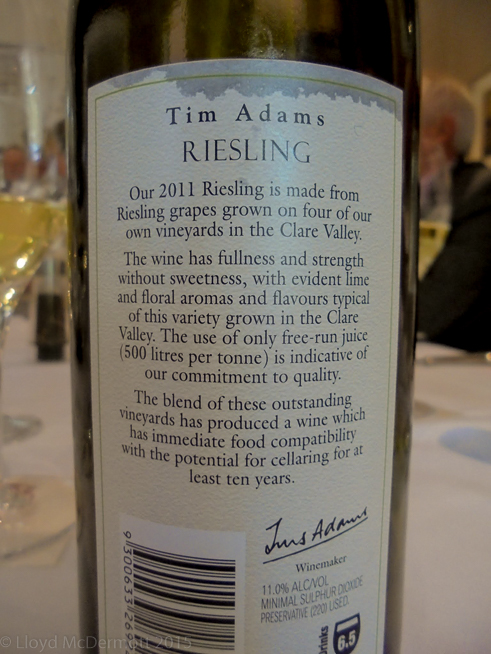 Tim Adams
RIESLING
Our 2011 Riesling is made from
Riesling grapes grown on four of our
own vineyards in the Clare Valley.
The wine has fullness and strength
without sweetness, with evident lime
and floral aromas and flavours typical
of this variety grown in the Clare
Valley. The use of only free-run juice
(500 litres per tonne) is indicative of
our commitment to quality.
The blend of these outstanding
vineyards has produced a wine which
has immediate food compatibility
with the potential for cellaring for at
least ten years.
Tim Adams
Winemaker
11.0% ALC/VOL
MINIMAL SULPHUR DIOXIDE
PRESERVATIVE (220) USED.
drinks
6.5
© Lloyd McDermott 2015